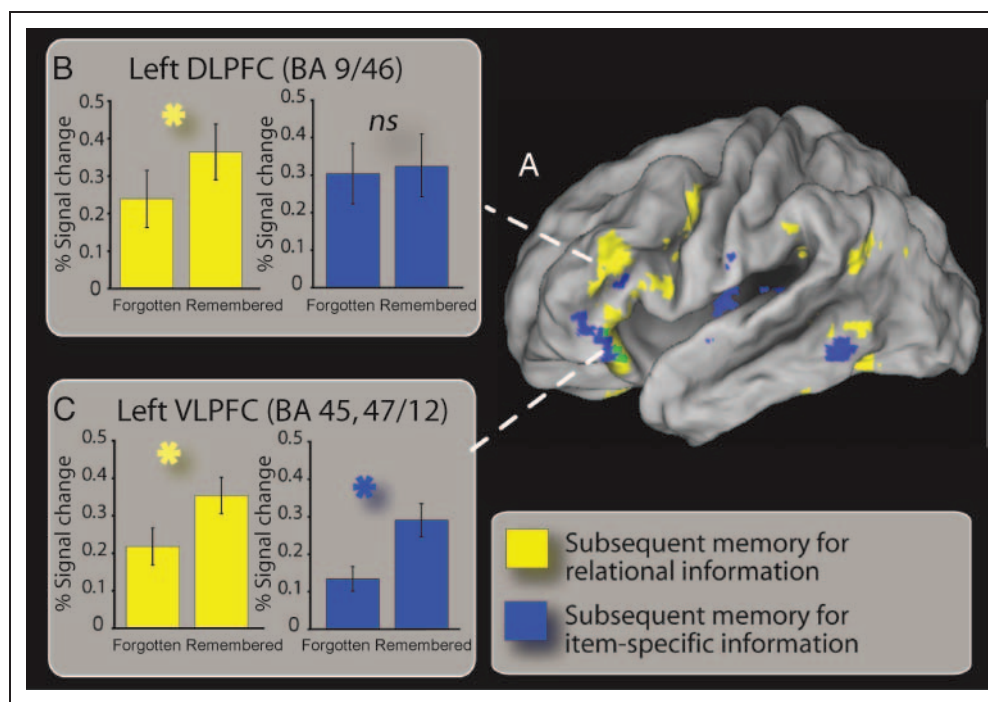 B
Left DLPFC (BA 9/46)
% Signal change
0.5
0.4
0.3
0.2
0.1
0
Forgotten Remembered
% Signal change
0.5
0.4
0.3
0.2
0.1
0
ns
Forgotten Remembered
A
C
Left VLPFC (BA 45, 47/12)
% Signal change
0.5
0.4
0.3
0.2
0.1
0
*
Forgotten Remembered
% Signal change
0.5
0.4
0.3
0.2
0.1
0
*
Forgotten Remembered
Subsequent memory for
relational information
Subsequent memory for
item-specific information